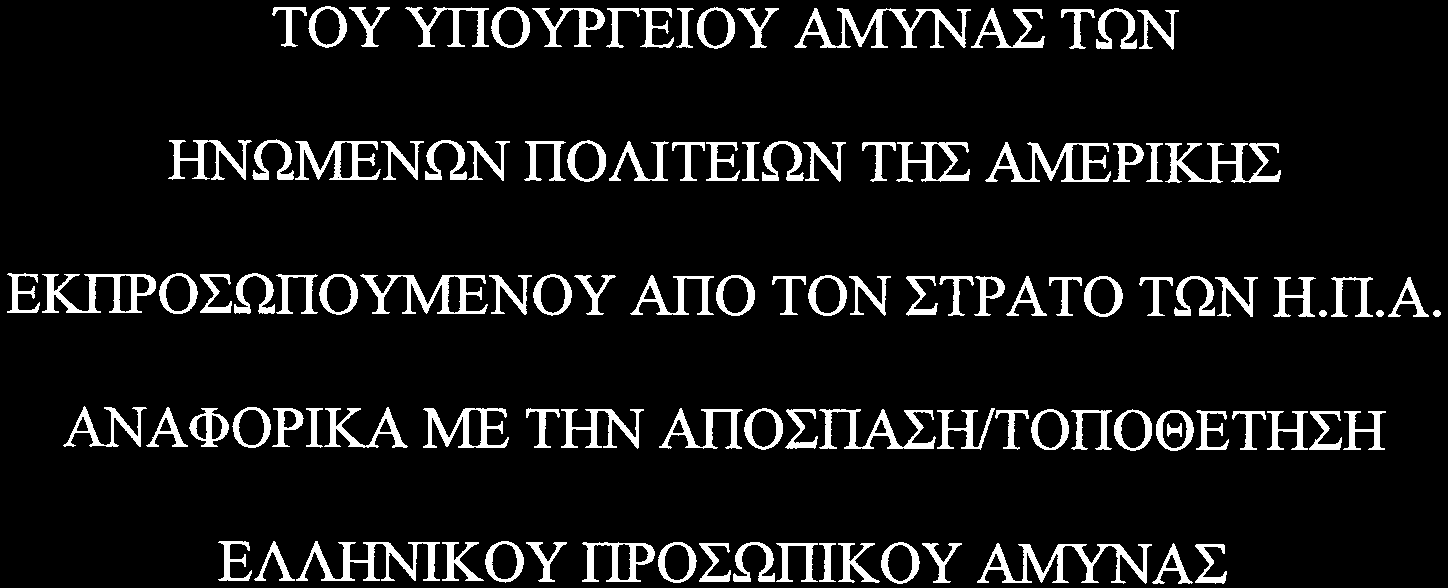 ΤΟΥ ΥΠΟΥΡΓΕΙΟΥ ΑΜΥΝΑΣ ΤΩΝ
ΗΝΩΜΕΝΩΝ ΠΟΛΙΤΕΙΩΝ ΤΗΣ ΑΜΕΡΙΚΗΣ
ΕΚΠΡΟΣΩΠΟΥΜΕΝΟΥ ΑΠΟ ΤΟΝ ΣΤΡΑΤΟ ΤΩΝ Η.Π.Α.
ΑΝΑΦΟΡΙΚΑ ΜΕ ΤΗΝ ΑΠΟΣΠΑΣΗ/ΤΟΠΟΘΕΤΗΣΗ
ΕΛΛΗΝΙΚΟΥ ΠΡΟΣΩΠΙΚΟΥ ΑΜΥΝΑΣ